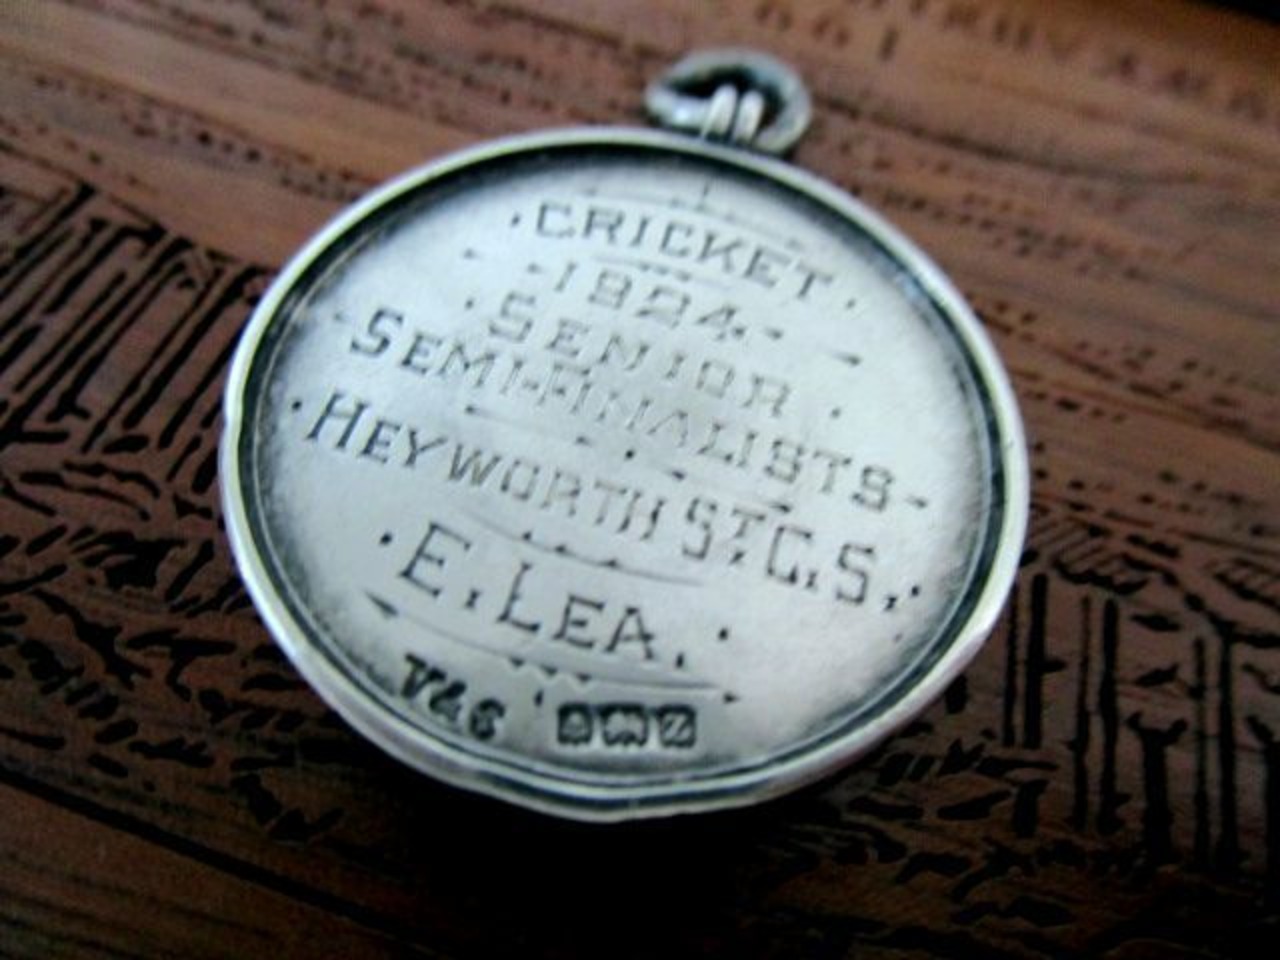 ·CRICKET·
-1924-
·SENIOR·
SEMI-FINALISTS-
·HEYWORTH ST. C.S.,·
·E. LEA.·